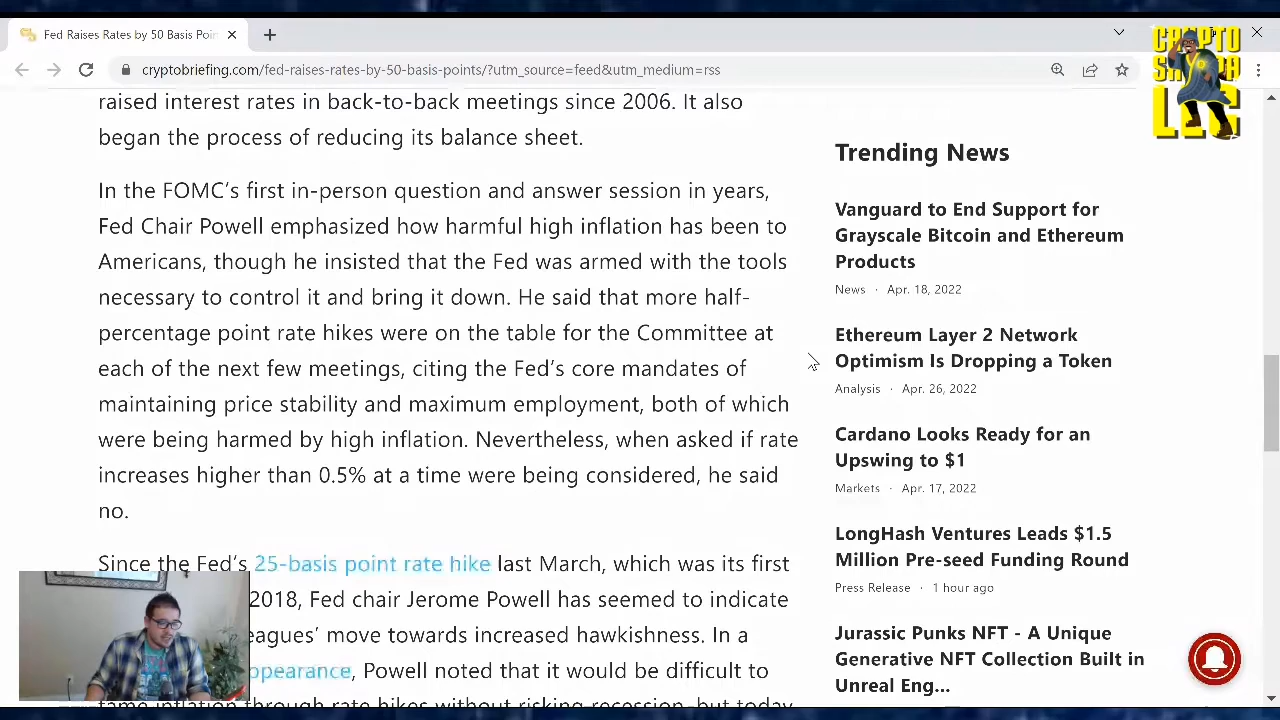 Fed Raises Rates by 50 Basis Poin
cryptobriefing.com/fed-raises-rates-by-50-basis-points/?utm_source=feed&utm_medium=rss
CRYPTO
LEO
raised interest rates in back-to-back meetings since 2006. It also
began the process of reducing its balance sheet.
In the FOMC's first in-person question and answer session in years,
Fed Chair Powell emphasized how harmful high inflation has been to
Americans, though he insisted that the Fed was armed with the tools
necessary to control it and bring it down. He said that more half-
percentage point rate hikes were on the table for the Committee at
each of the next few meetings, citing the Fed's core mandates of
maintaining price stability and maximum employment, both of which
were being harmed by high inflation. Nevertheless, when asked if rate
increases higher than 0.5% at a time were being considered, he said
no.
Since the Fed's 25-basis point rate hike last March, which was its first
2018, Fed chair Jerome Powell has seemed to indicate
eagues' move towards increased hawkishness. In a
opearance, Powell noted that it would be difficult to
tame inflation through rate hikes without risking recession, but today
Trending News
Vanguard to End Support for
Grayscale Bitcoin and Ethereum
Products
News · Apr. 18, 2022
Ethereum Layer 2 Network
Optimism Is Dropping a Token
Analysis · Apr. 26, 2022
Cardano Looks Ready for an
Upswing to $1
Markets · Apr. 17, 2022
LongHash Ventures Leads $1.5
Million Pre-seed Funding Round
Press Release · 1 hour ago
Jurassic Punks NFT - A Unique
Generative NFT Collection Built in
Unreal Eng...